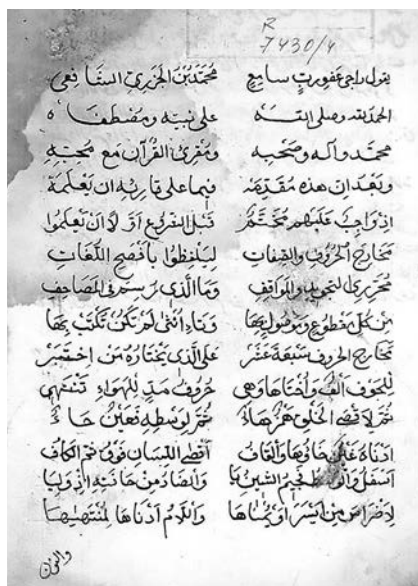 R
7430/4
يقول راجي عفو رب سامع محمد بن الجزري الشافعي
الحمد لله وصلى الله على نبيه ومصطفاه
محمد وآله وصحبه ومقرئ القرآن مع محبه
وبعد ان هذه مقدمه فيما على قارئه ان يعلمه
اذ واجب عليهم محتم قبل الشروع اولا ان يعلموا
مخارج الحروف والصفات ليلفظوا بافصح اللغات
محرري التجويد والمواقف وما الذي رسم في المصاحف
من كل مقطوع وموصول بها وتاء انثى لم تكن تكتب بها
مخارج الحروف سبعة عشر على الذي يختاره من اختبر
للجوف الف واختاها وهي حروف مد للهواء تنتهي
ثم لاقصى الحلق همز هاء ثم لوسطه فعين حاء
ادناه غين خاؤها والقاف اقصى اللسان فوق ثم الكاف
اسفل والوسط فجيم الشين يا والضاد من حافته اذ وليا
لاضراس من ايسر او يمناها واللام ادناها لمنتهاها
والنون